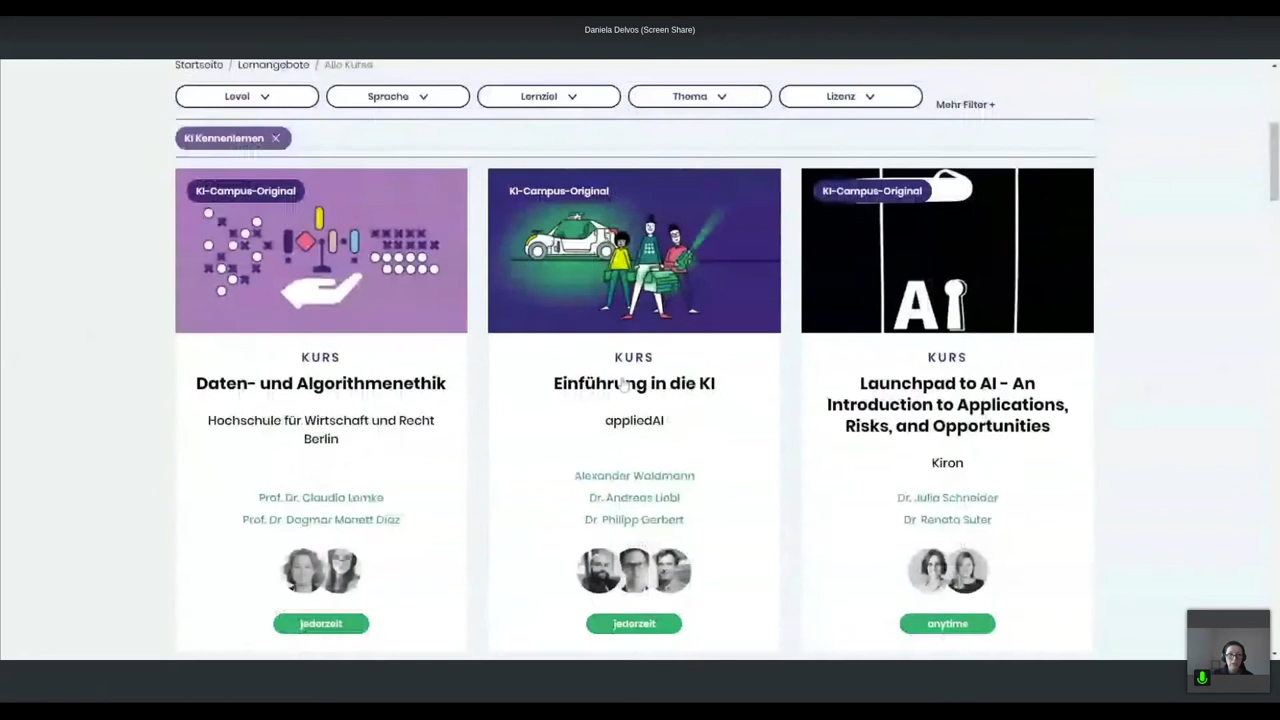 Daniela Delvos (Screen Share)
Startseite / Lernangebote / Alle Kurse
Level
Sprache
Lernziel
Thema
Lizenz
Mehr Filter +
KI Kennenlernen ×
KI-Campus-Original
KI-Campus-Original
KI-Campus-Original
AI
KURS
Daten- und Algorithmenethik
Hochschule für Wirtschaft und Recht
Berlin
Prof. Dr. Claudia Lemke
Prof. Dr. Dagmar Monett Diaz
jederzeit
KURS
Einführung in die KI
appliedAI
Alexander Waldmann
Dr. Andreas Liebl
Dr. Philipp Gerbert
jederzeit
KURS
Launchpad to AI - An
Introduction to Applications,
Risks, and Opportunities
Kiron
Dr. Julia Schneider
Dr. Renata Suter
anytime